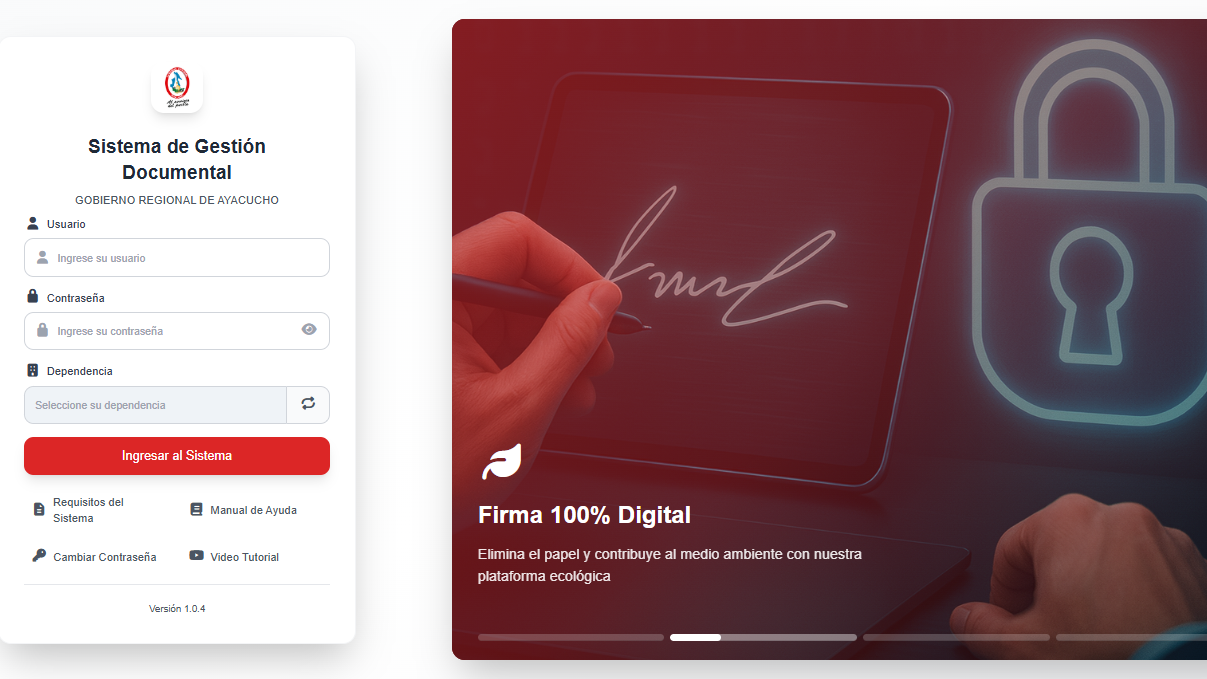 Sistema de Gestión
Documental
GOBIERNO REGIONAL DE AYACUCHO
Usuario
Ingrese su usuario
Contraseña
Ingrese su contraseña
Dependencia
Seleccione su dependencia
Ingresar al Sistema
Requisitos del
Sistema
Manual de Ayuda
Cambiar Contraseña
Video Tutorial
Versión 1.0.4
Firma 100% Digital
Elimina el papel y contribuye al medio ambiente con nuestra
plataforma ecológica